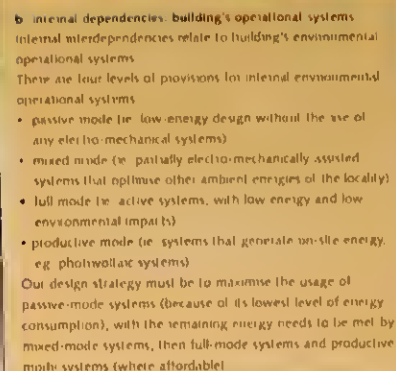 b internal dependencies: building's operational systems
Internal interdependencies relate to building's environmental
operational systems
There are four levels of provisions for internal environmental
operational systems
• passive mode (ie low-energy design without the use of
any electro-mechanical systems)
• mixed mode (ie partially electro-mechanically assisted
systems that optimise other ambient energies of the locality)
• full mode (ie active systems, with low energy and low
environmental impacts)
• productive mode (ie systems that generate on-site energy,
eg photovoltaic systems)
Our design strategy must be to maximise the usage of
passive-mode systems (because of its lowest level of energy
consumption), with the remaining energy needs to be met by
mixed-mode systems, then full-mode systems and productive
mode systems (where affordable)